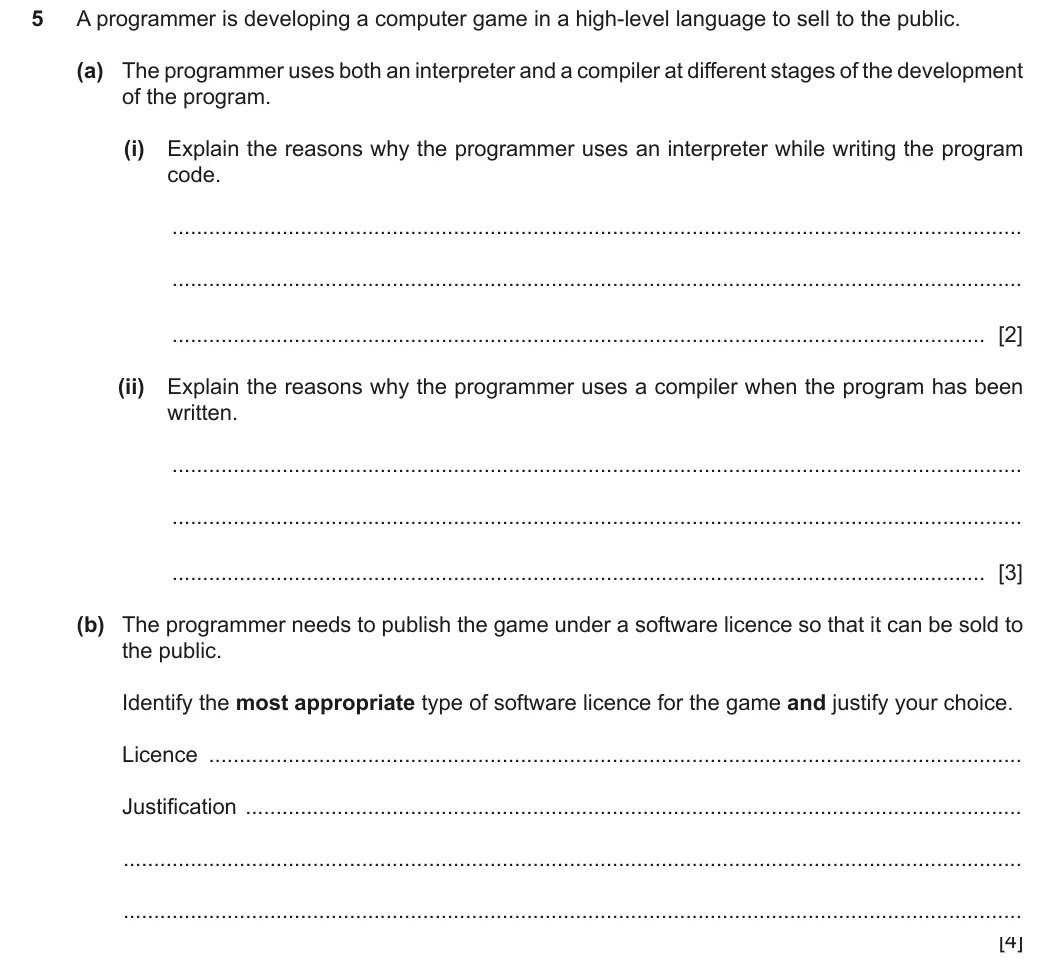 5 A programmer is developing a computer game in a high-level language to sell to the public.
(a) The programmer uses both an interpreter and a compiler at different stages of the development
of the program.
(i) Explain the reasons why the programmer uses an interpreter while writing the program
code.
..........................................................................................................................................
..........................................................................................................................................
.................................................................................................................................... [2]
(ii) Explain the reasons why the programmer uses a compiler when the program has been
written.
..........................................................................................................................................
..........................................................................................................................................
.................................................................................................................................... [3]
(b) The programmer needs to publish the game under a software licence so that it can be sold to
the public.
Identify the most appropriate type of software licence for the game and justify your choice.
Licence ....................................................................................................................................
Justification ..............................................................................................................................
..................................................................................................................................................
..................................................................................................................................................
[4]